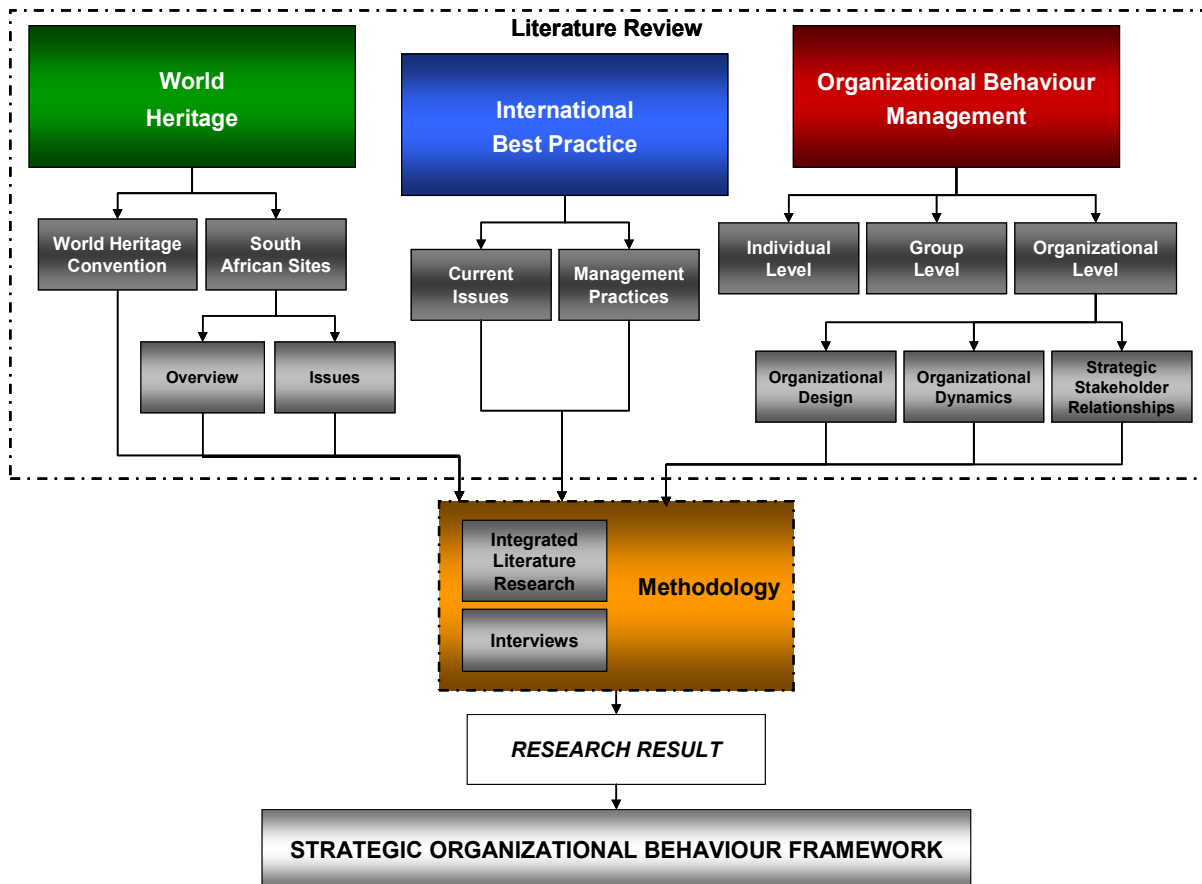 Literature Review
World
Heritage
International
Best Practice
Organizational Behaviour
Management
World Heritage
Convention
South
African Sites
Current
Issues
Management
Practices
Individual
Level
Group
Level
Organizational
Level
Overview
Issues
Organizational
Design
Organizational
Dynamics
Strategic
Stakeholder
Relationships
Integrated
Literature
Research
Interviews
Methodology
RESEARCH RESULT
STRATEGIC ORGANIZATIONAL BEHAVIOUR FRAMEWORK